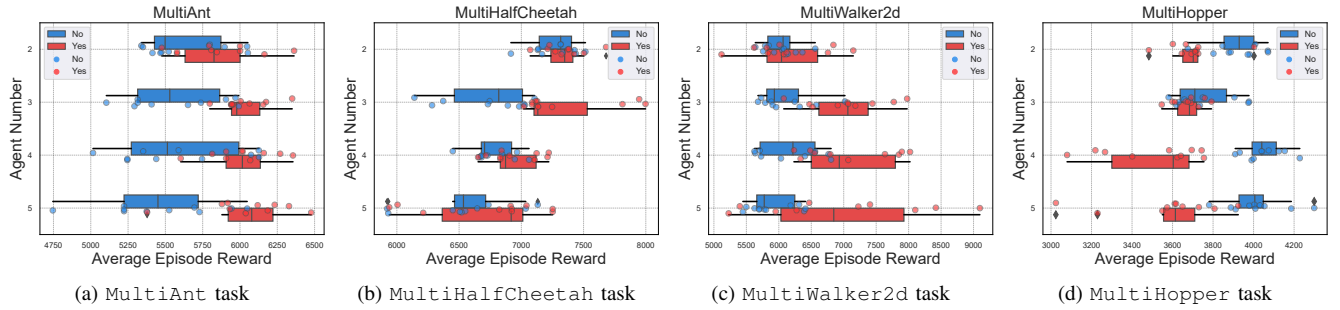 MultiAnt
No
Yes
No
Yes
Agent Number
2
3
4
5
4750 5000 5250 5500 5750 6000 6250 6500
Average Episode Reward
(a) MultiAnt task
MultiHalfCheetah
No
Yes
No
Yes
Agent Number
2
3
4
5
6000 6500 7000 7500 8000
Average Episode Reward
(b) MultiHalfCheetah task
MultiWalker2d
No
Yes
No
Yes
Agent Number
2
3
4
5
5000 5500 6000 6500 7000 7500 8000 8500 9000
Average Episode Reward
(c) MultiWalker2d task
MultiHopper
No
Yes
No
Yes
Agent Number
2
3
4
5
3000 3200 3400 3600 3800 4000 4200
Average Episode Reward
(d) MultiHopper task